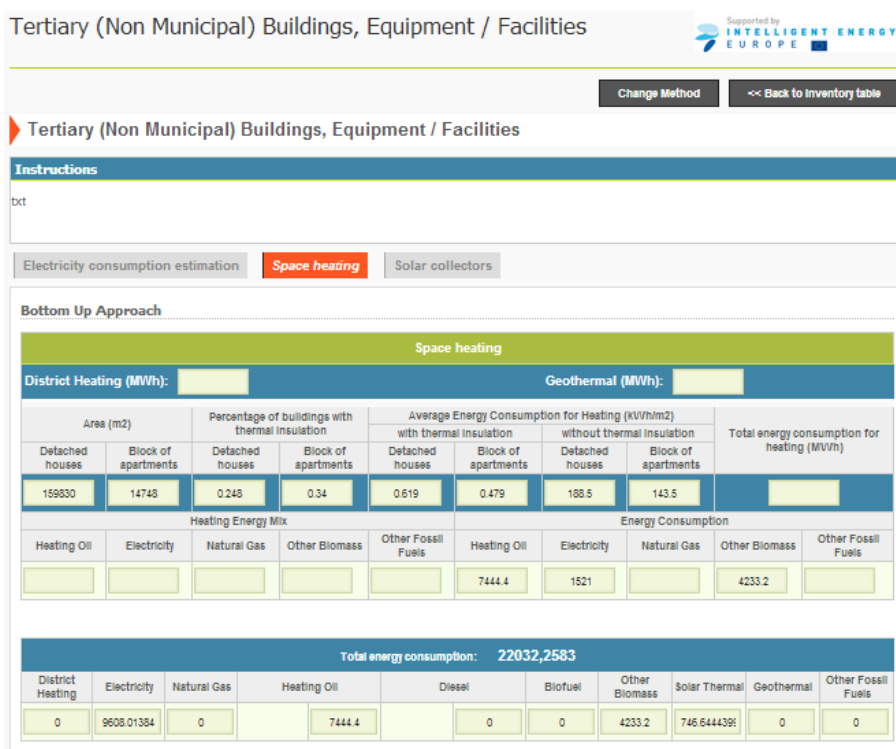 Tertiary (Non Municipal) Buildings, Equipment / Facilities
Supported by
INTELLIGENT ENERGY
EUROPE
Change Method
<< Back to Inventory table
Tertiary (Non Municipal) Buildings, Equipment / Facilities
Instructions
txt
Electricity consumption estimation Space heating Solar collectors
Bottom Up Approach
Space heating
District Heating (MWh): Geothermal (MWh):
Area (m2) Percentage of buildings with thermal insulation Average Energy Consumption for Heating (kWh/m2) Total energy consumption for heating (MWh)
with thermal insulation without thermal insulation
Detached houses Block of apartments Detached houses Block of apartments Detached houses Block of apartments Detached houses Block of apartments
159830 14748 0.248 0.34 0.619 0.479 188.5 143.5
Heating Energy Mix Energy Consumption
Heating Oil Electricity Natural Gas Other Biomass Other Fossil Fuels Heating Oil Electricity Natural Gas Other Biomass Other Fossil Fuels
7444.4 1521 4233.2
Total energy consumption: 22032,2583
District Heating Electricity Natural Gas Heating Oil Diesel Biofuel Other Biomass Solar Thermal Geothermal Other Fossil Fuels
0 9608.01384 0 7444.4 0 0 4233.2 746.6444399 0 0